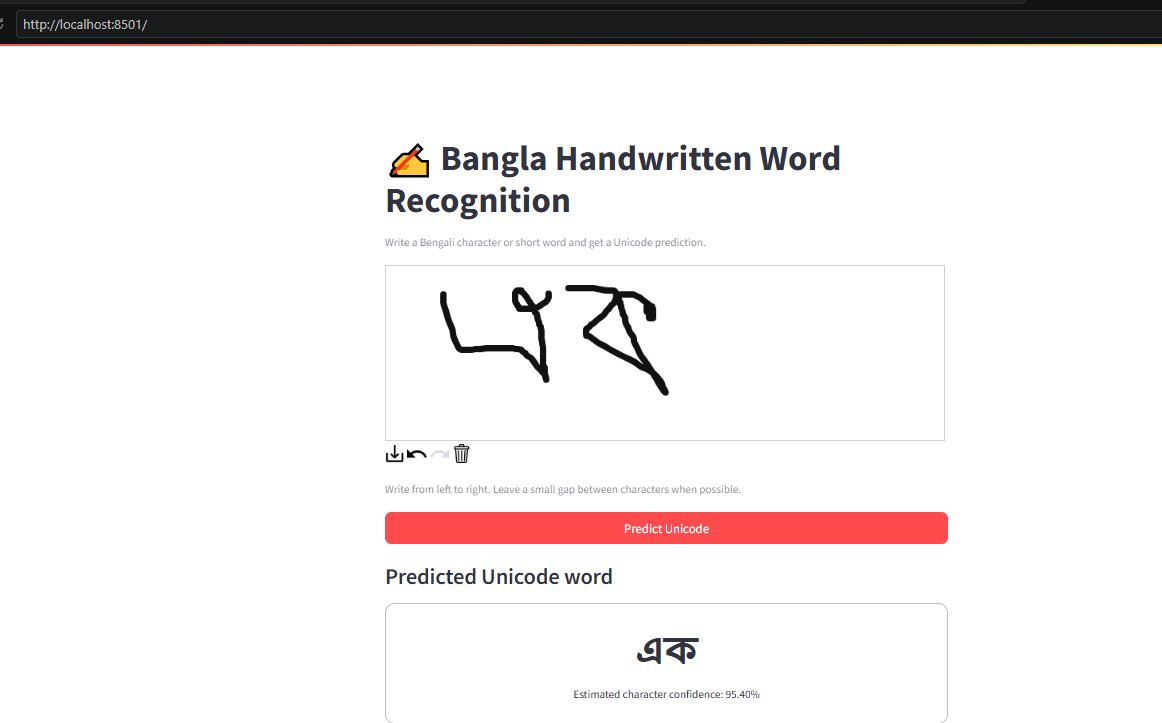 http://localhost:8501/
✍️ Bangla Handwritten Word
Recognition
Write a Bengali character or short word and get a Unicode prediction.
এক
Write from left to right. Leave a small gap between characters when possible.
Predict Unicode
Predicted Unicode word
এক
Estimated character confidence: 95.40%